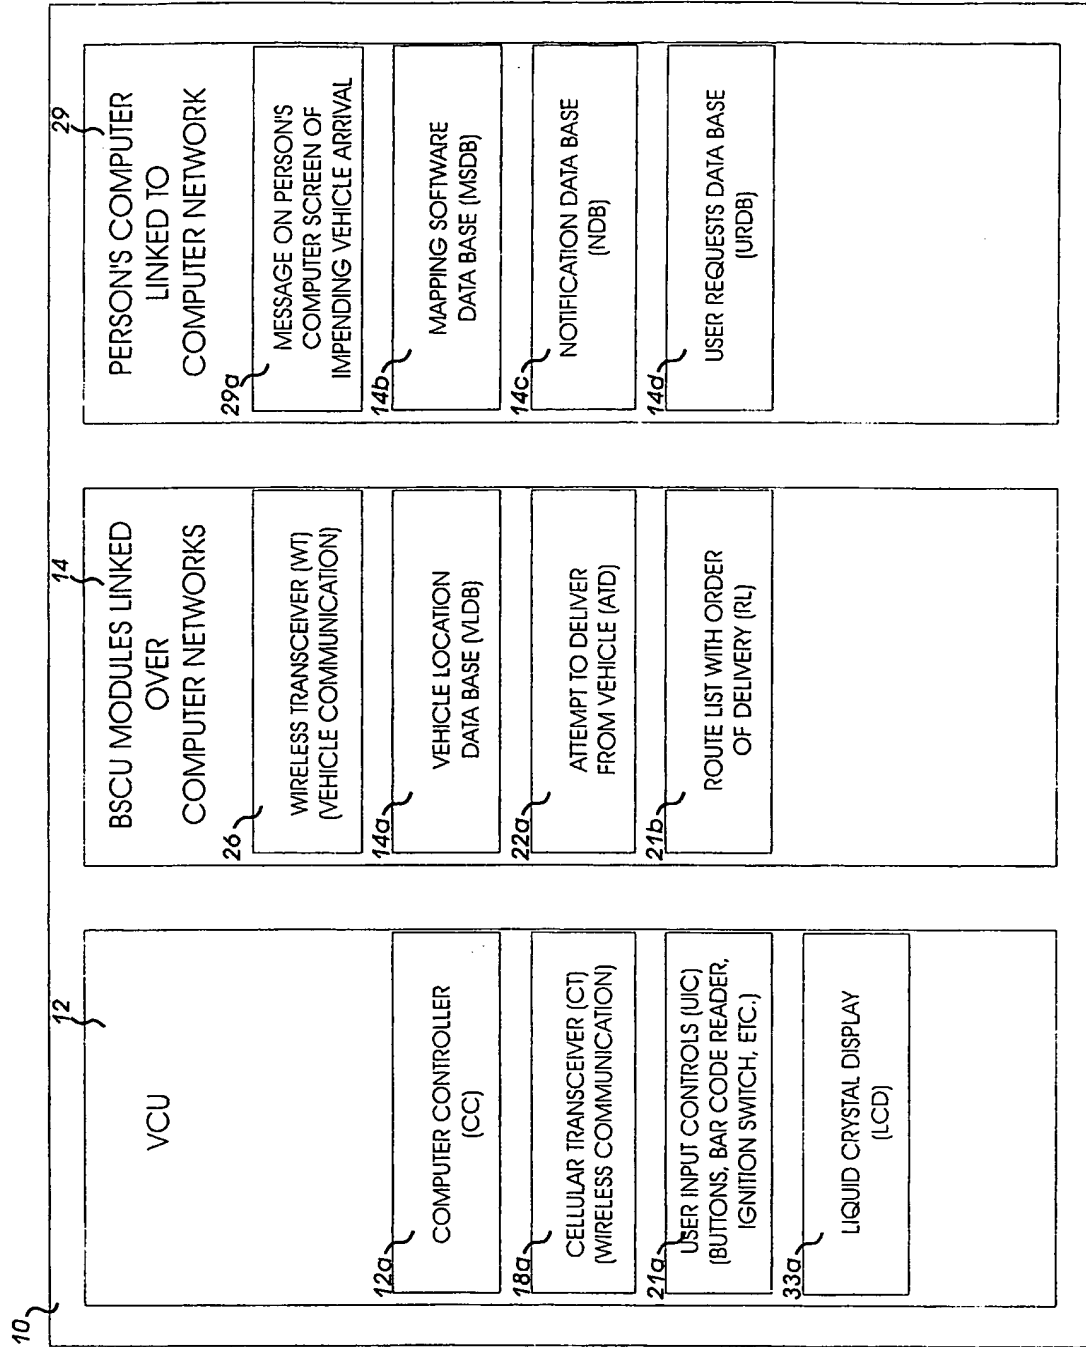 10
12
VCU
12a
COMPUTER CONTROLLER
(CC)
18a
CELLULAR TRANSCEIVER (CT)
(WIRELESS COMMUNICATION)
21a
USER INPUT CONTROLS (UIC)
(BUTTONS, BAR CODE READER,
IGNITION SWITCH, ETC.)
33a
LIQUID CRYSTAL DISPLAY
(LCD)
14
BSCU MODULES LINKED
OVER
COMPUTER NETWORKS
26
WIRELESS TRANSCEIVER (WT)
(VEHICLE COMMUNICATION)
14a
VEHICLE LOCATION
DATA BASE (VLDB)
22a
ATTEMPT TO DELIVER
FROM VEHICLE (ATD)
21b
ROUTE LIST WITH ORDER
OF DELIVERY (RL)
29
PERSON'S COMPUTER
LINKED TO
COMPUTER NETWORK
29a
MESSAGE ON PERSON'S
COMPUTER SCREEN OF
IMPENDING VEHICLE ARRIVAL
14b
MAPPING SOFTWARE
DATA BASE (MSDB)
14c
NOTIFICATION DATA BASE
(NDB)
14d
USER REQUESTS DATA BASE
(URDB)